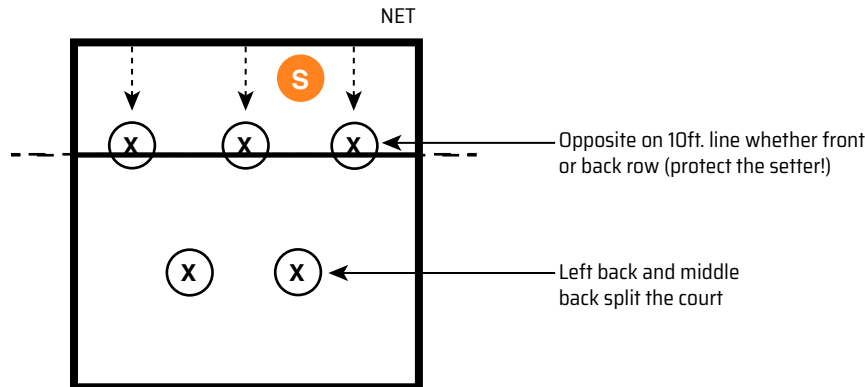 NET
S
X X X
Opposite on 10ft. line whether front
or back row (protect the setter!)
X X
Left back and middle
back split the court